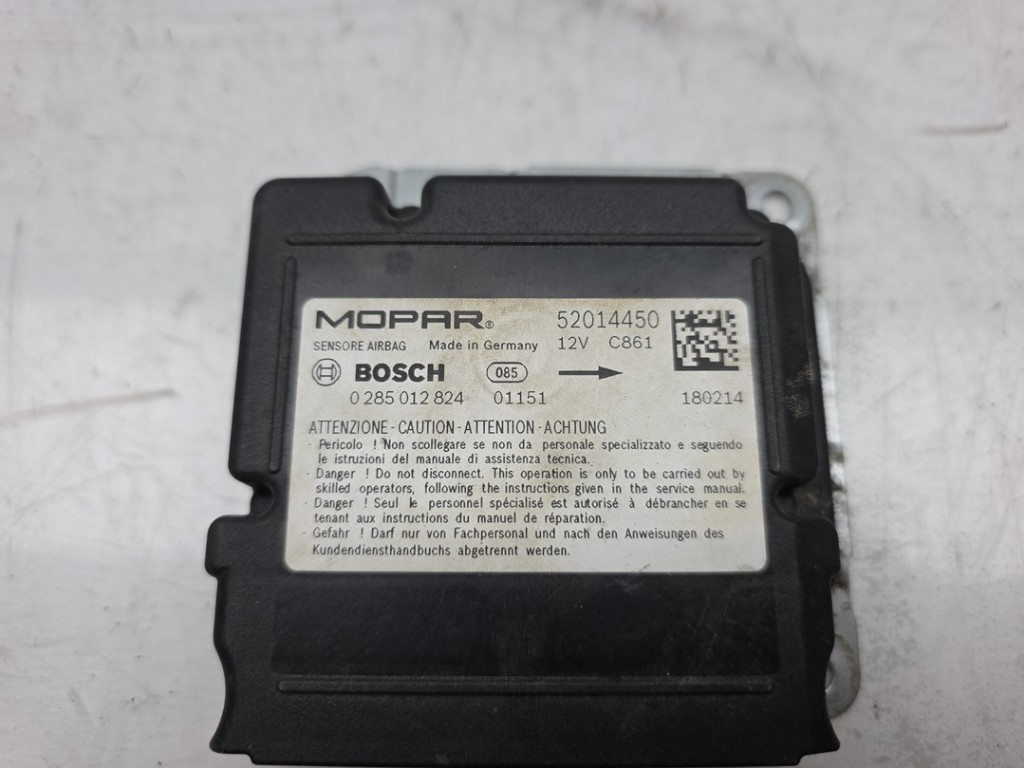 MOPAR® 52014450
SENSORE AIRBAG Made in Germany 12V C861
BOSCH 085
0 285 012 824 01151 180214
ATTENZIONE - CAUTION - ATTENTION - ACHTUNG
- Pericolo ! Non scollegare se non da personale specializzato e seguendo
le istruzioni del manuale di assistenza tecnica.
- Danger ! Do not disconnect. This operation is only to be carried out by
skilled operators, following the instructions given in the service manual.
- Danger ! Seul le personnel spécialisé est autorisé à débrancher en se
tenant aux instructions du manuel de réparation.
- Gefahr ! Darf nur von Fachpersonal und nach den Anweisungen des
Kundendiensthandbuchs abgetrennt werden.